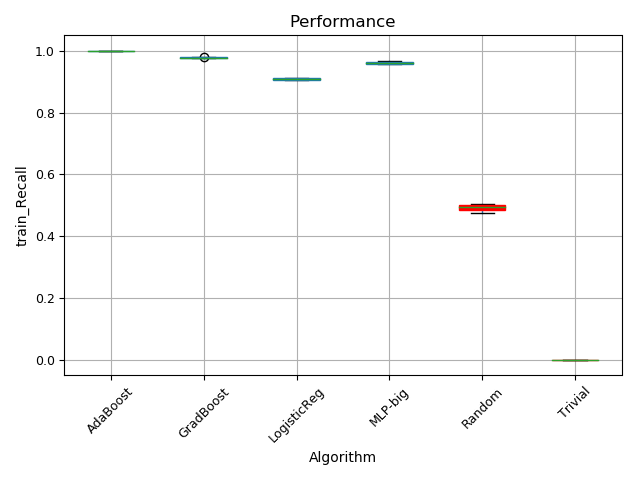 Performance
1.0
0.8
0.6
0.4
0.2
0.0
train_Recall
AdaBoost
GradBoost
LogisticReg
MLP-big
Random
Trivial
Algorithm